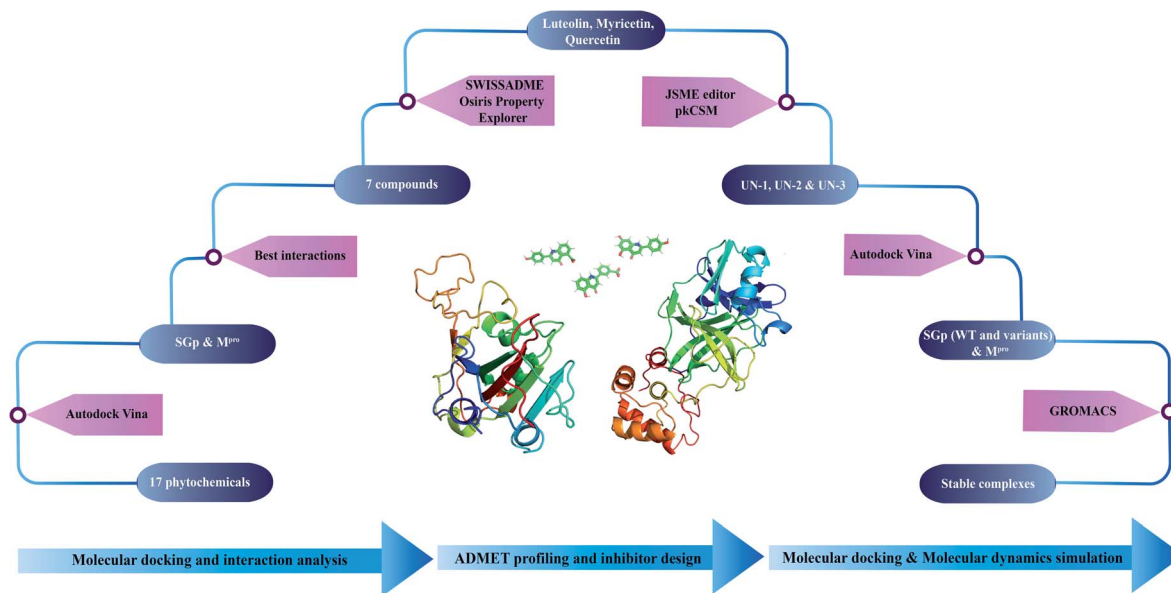 Luteolin, Myricetin,
Quercetin
SWISSADME
Osiris Property
Explorer
JSME editor
pkCSM
7 compounds
UN-1, UN-2 & UN-3
Best interactions
Autodock Vina
SGp & Mᵖʳᵒ
SGp (WT and variants)
& Mᵖʳᵒ
Autodock Vina
GROMACS
17 phytochemicals
Stable complexes
Molecular docking and interaction analysis
ADMET profiling and inhibitor design
Molecular docking & Molecular dynamics simulation